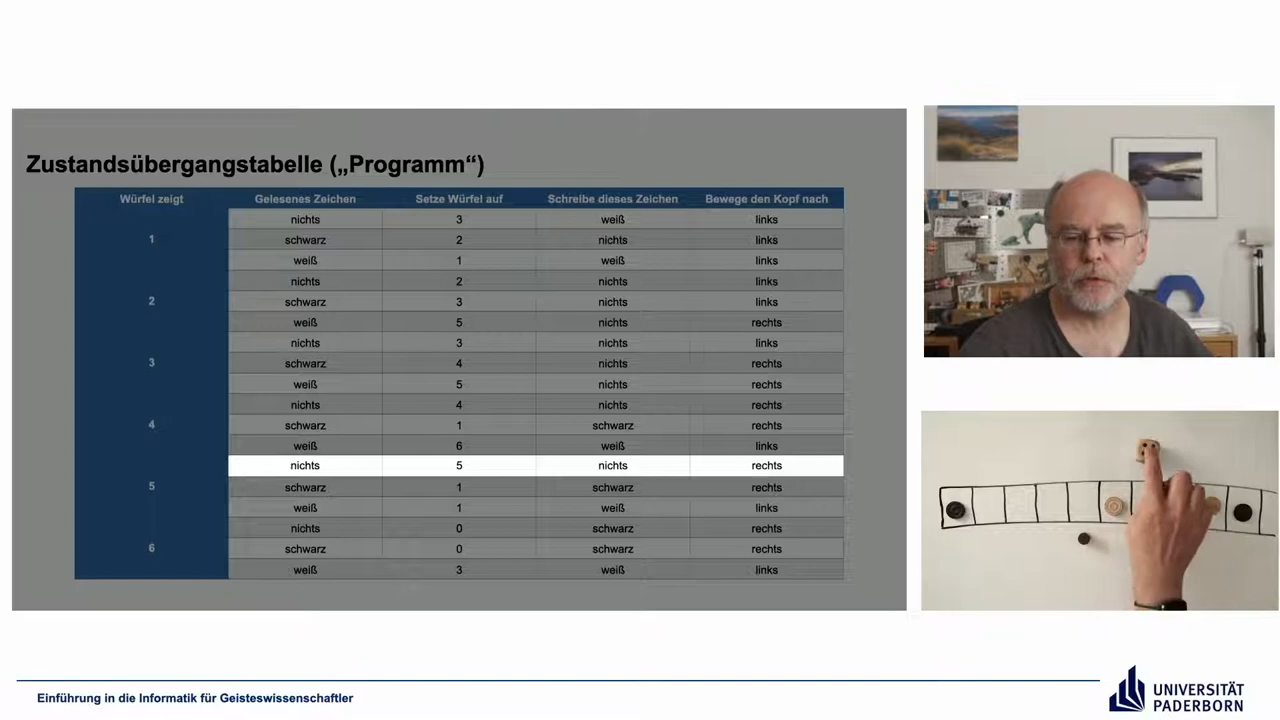 Zustandsübergangstabelle („Programm“)
Würfel zeigt Gelesenes Zeichen Setze Würfel auf Schreibe dieses Zeichen Bewege den Kopf nach
1 nichts 3 weiß links
schwarz 2 nichts links
weiß 1 weiß links
2 nichts 2 nichts links
schwarz 3 nichts links
weiß 5 nichts rechts
3 nichts 3 nichts links
schwarz 4 nichts rechts
weiß 5 nichts rechts
4 nichts 4 nichts rechts
schwarz 1 schwarz rechts
weiß 6 weiß links
5 nichts 5 nichts rechts
schwarz 1 schwarz rechts
weiß 1 weiß links
6 nichts 0 schwarz rechts
schwarz 0 schwarz rechts
weiß 3 weiß links
Einführung in die Informatik für Geisteswissenschaftler
UNIVERSITÄT
PADERBORN